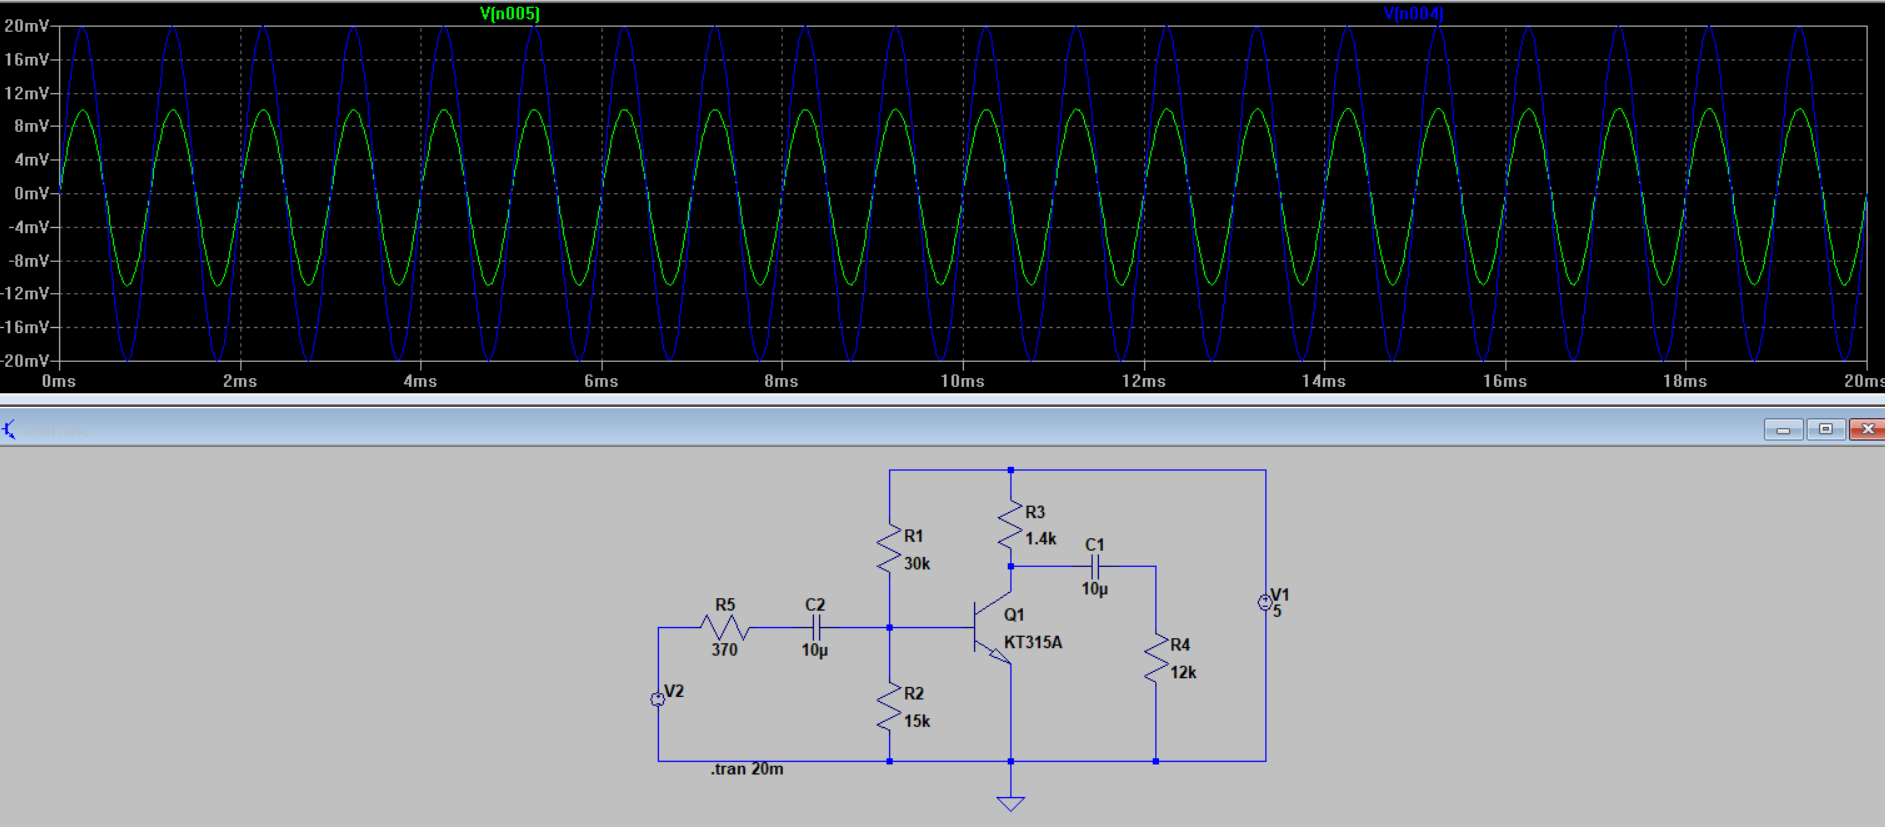 V(n005)
V(n004)
20mV
16mV
12mV
8mV
4mV
0mV
-4mV
-8mV
-12mV
-16mV
-20mV
0ms
2ms
4ms
6ms
8ms
10ms
12ms
14ms
16ms
18ms
20ms
R3
1.4k
R1
30k
C1
10µ
V1
5
R5
370
C2
10µ
Q1
KT315A
R4
12k
V2
R2
15k
.tran 20m